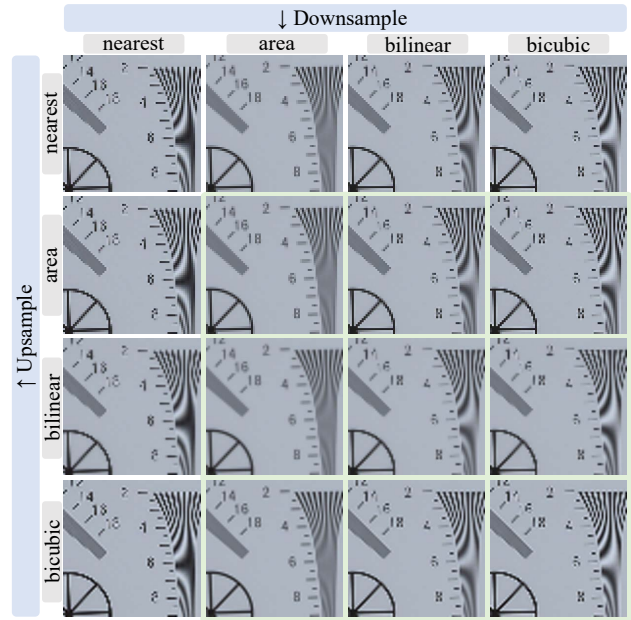 ↓ Downsample
nearest
area
bilinear
bicubic
↑ Upsample
nearest
area
bilinear
bicubic